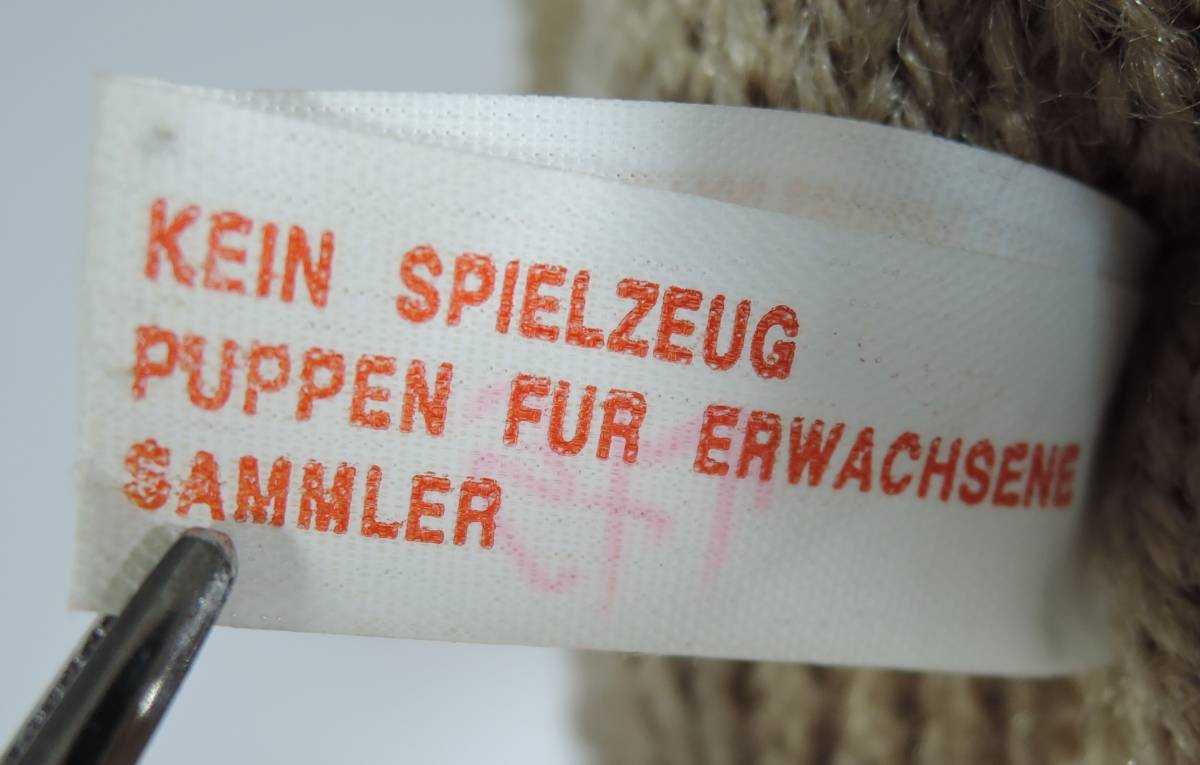 KEIN SPIELZEUG
PUPPEN FUR ERWACHSENE
SAMMLER